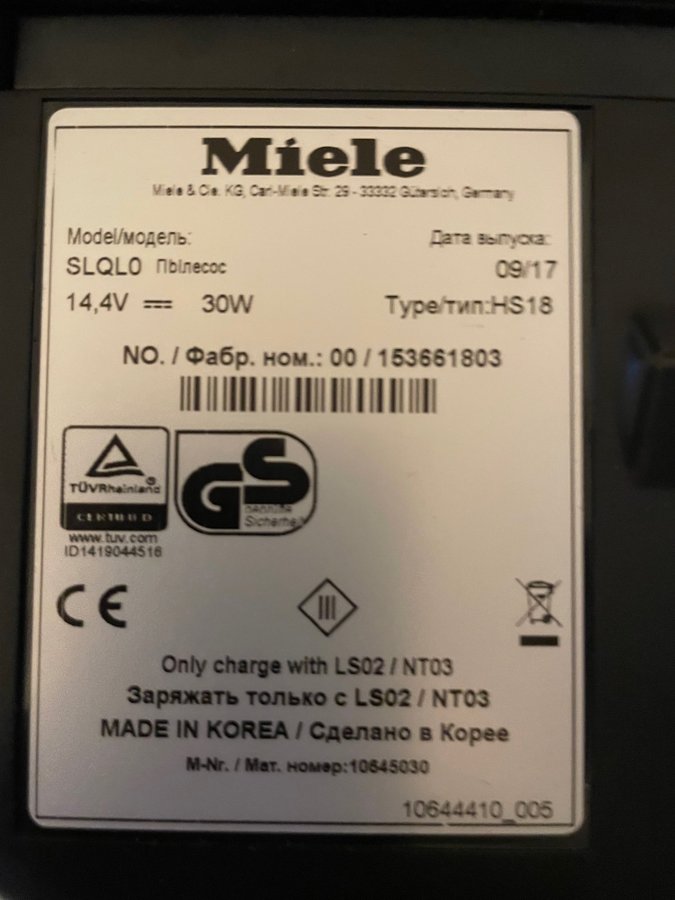 Miele
Miele & Cie. KG, Carl-Miele Str. 29 - 33332 Gütersloh, Germany
Model/модель: Дата выпуска:
SLQL0 Пылесос 09/17
14,4V 30W Type/тип:HS18
NO. / Фабр. ном.: 00 / 153661803
TÜVRheinland
CERTIFIED
www.tuv.com
ID1419044516
GS
Sicherheit
CE
III
Only charge with LS02 / NT03
Заряжать только с LS02 / NT03
MADE IN KOREA / Сделано в Корее
M-Nr. / Мат. номер:10645030
10644410_005